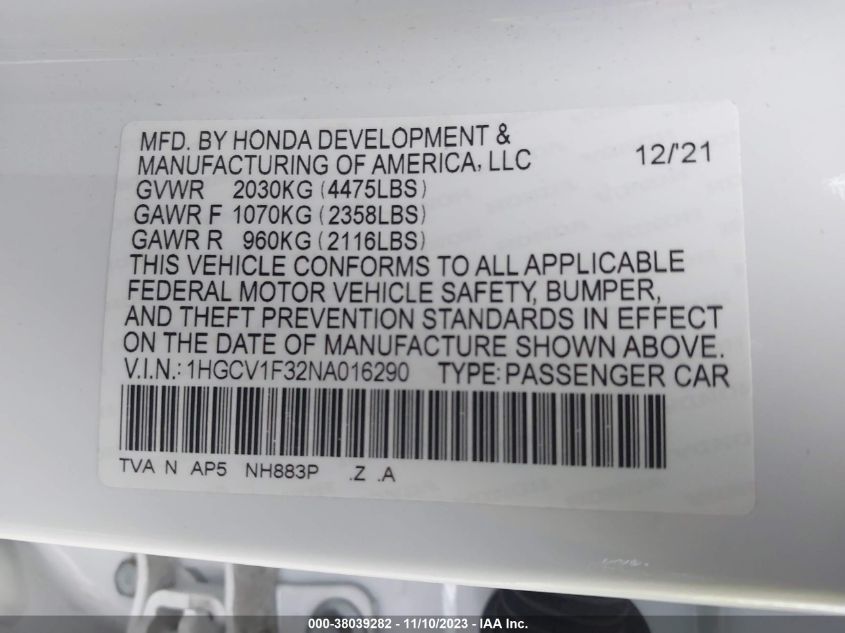 MFD. BY HONDA DEVELOPMENT &
MANUFACTURING OF AMERICA, LLC 12/'21
GVWR 2030KG (4475LBS)
GAWR F 1070KG (2358LBS)
GAWR R 960KG (2116LBS)
THIS VEHICLE CONFORMS TO ALL APPLICABLE
FEDERAL MOTOR VEHICLE SAFETY, BUMPER,
AND THEFT PREVENTION STANDARDS IN EFFECT
ON THE DATE OF MANUFACTURE SHOWN ABOVE.
V.I.N.: 1HGCV1F32NA016290 TYPE: PASSENGER CAR
TVA N AP5 NH883P .Z .A
000-38039282 - 11/10/2023 - IAA Inc.